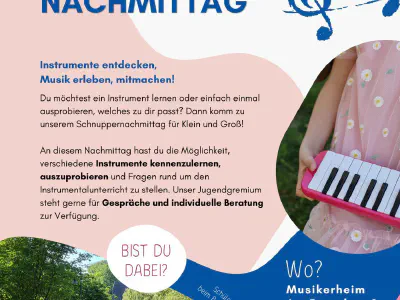 NACHMITTAG
Instrumente entdecken,
Musik erleben, mitmachen!
Du möchtest ein Instrument lernen oder einfach einmal
ausprobieren, welches zu dir passt? Dann komm zu
unserem Schnuppernachmittag für Klein und Groß!
An diesem Nachmittag hast du die Möglichkeit,
verschiedene Instrumente kennenzulernen,
auszuprobieren und Fragen rund um den
Instrumentalunterricht zu stellen. Unser Jugendgremium
steht gerne für Gespräche und individuelle Beratung
zur Verfügung.
BIST DU
DABEI?
Wo?
Musikerheim